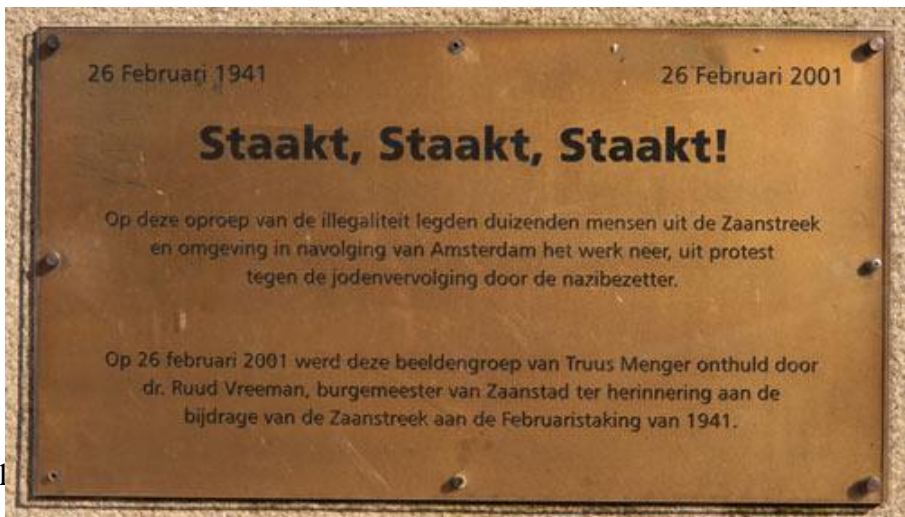 26 Februari 1941
26 Februari 2001
Staakt, Staakt, Staakt!
Op deze oproep van de illegaliteit legden duizenden mensen uit de Zaanstreek
en omgeving in navolging van Amsterdam het werk neer, uit protest
tegen de jodenvervolging door de nazibezetter.
Op 26 februari 2001 werd deze beeldengroep van Truus Menger onthuld door
dr. Ruud Vreeman, burgemeester van Zaanstad ter herinnering aan de
bijdrage van de Zaanstreek aan de Februaristaking van 1941.